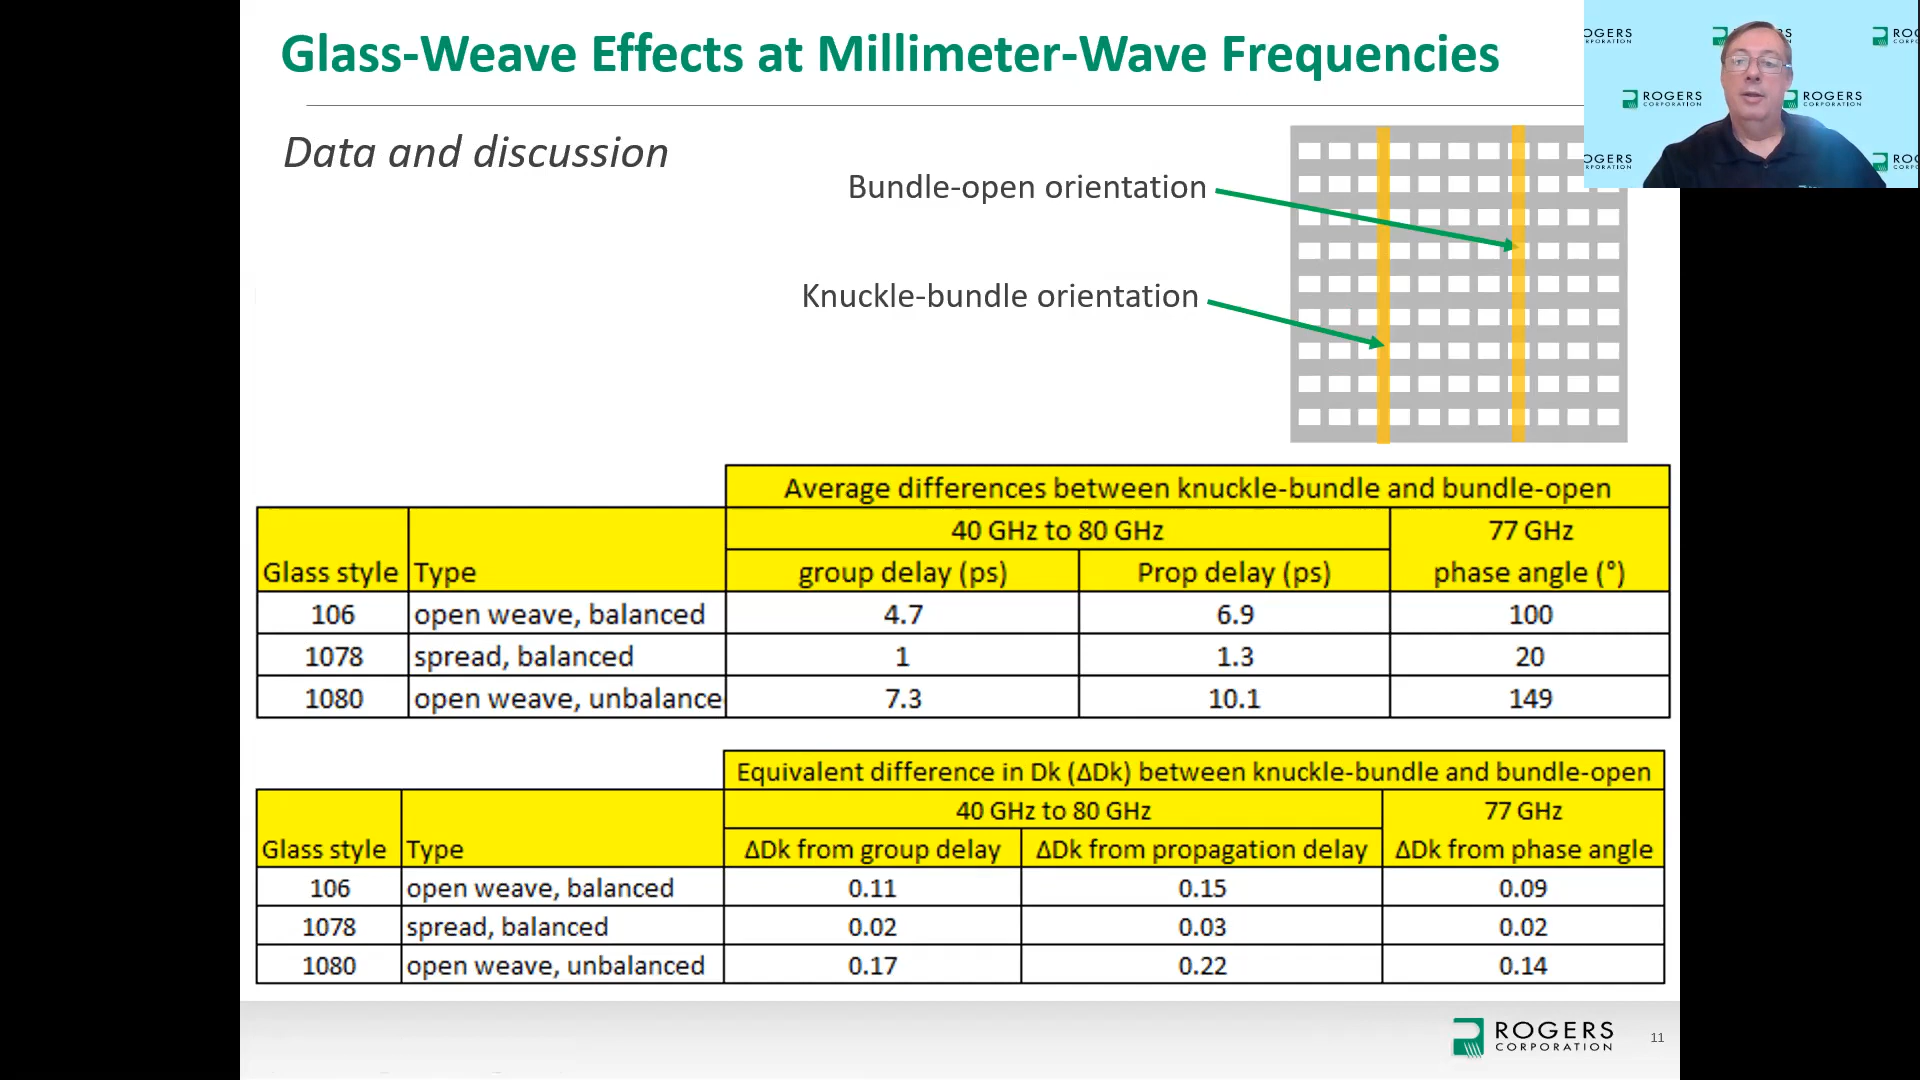 Glass-Weave Effects at Millimeter-Wave Frequencies
Data and discussion
Bundle-open orientation
Knuckle-bundle orientation
Average differences between knuckle-bundle and bundle-open
40 GHz to 80 GHz 77 GHz
Glass style Type group delay (ps) Prop delay (ps) phase angle (°)
106 open weave, balanced 4.7 6.9 100
1078 spread, balanced 1 1.3 20
1080 open weave, unbalance 7.3 10.1 149
Equivalent difference in Dk (ΔDk) between knuckle-bundle and bundle-open
40 GHz to 80 GHz 77 GHz
Glass style Type ΔDk from group delay ΔDk from propagation delay ΔDk from phase angle
106 open weave, balanced 0.11 0.15 0.09
1078 spread, balanced 0.02 0.03 0.02
1080 open weave, unbalanced 0.17 0.22 0.14
ROGERS
CORPORATION
11
OGERS
CORPORATION
ROGERS
CORPORATION
ROGERS
CORPORATION
OGERS